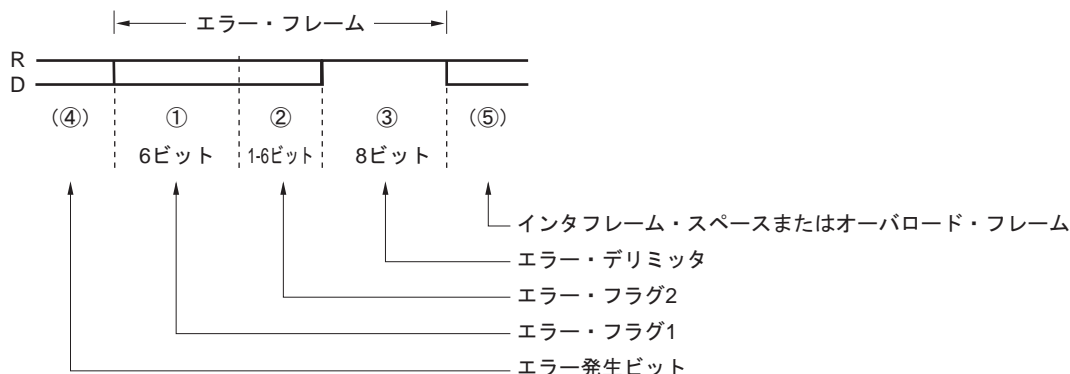 エラー・フレーム
R
D
(④) ① ② ③ (⑤)
6ビット 1-6ビット 8ビット
インタフレーム・スペースまたはオーバロード・フレーム
エラー・デリミッタ
エラー・フラグ2
エラー・フラグ1
エラー発生ビット